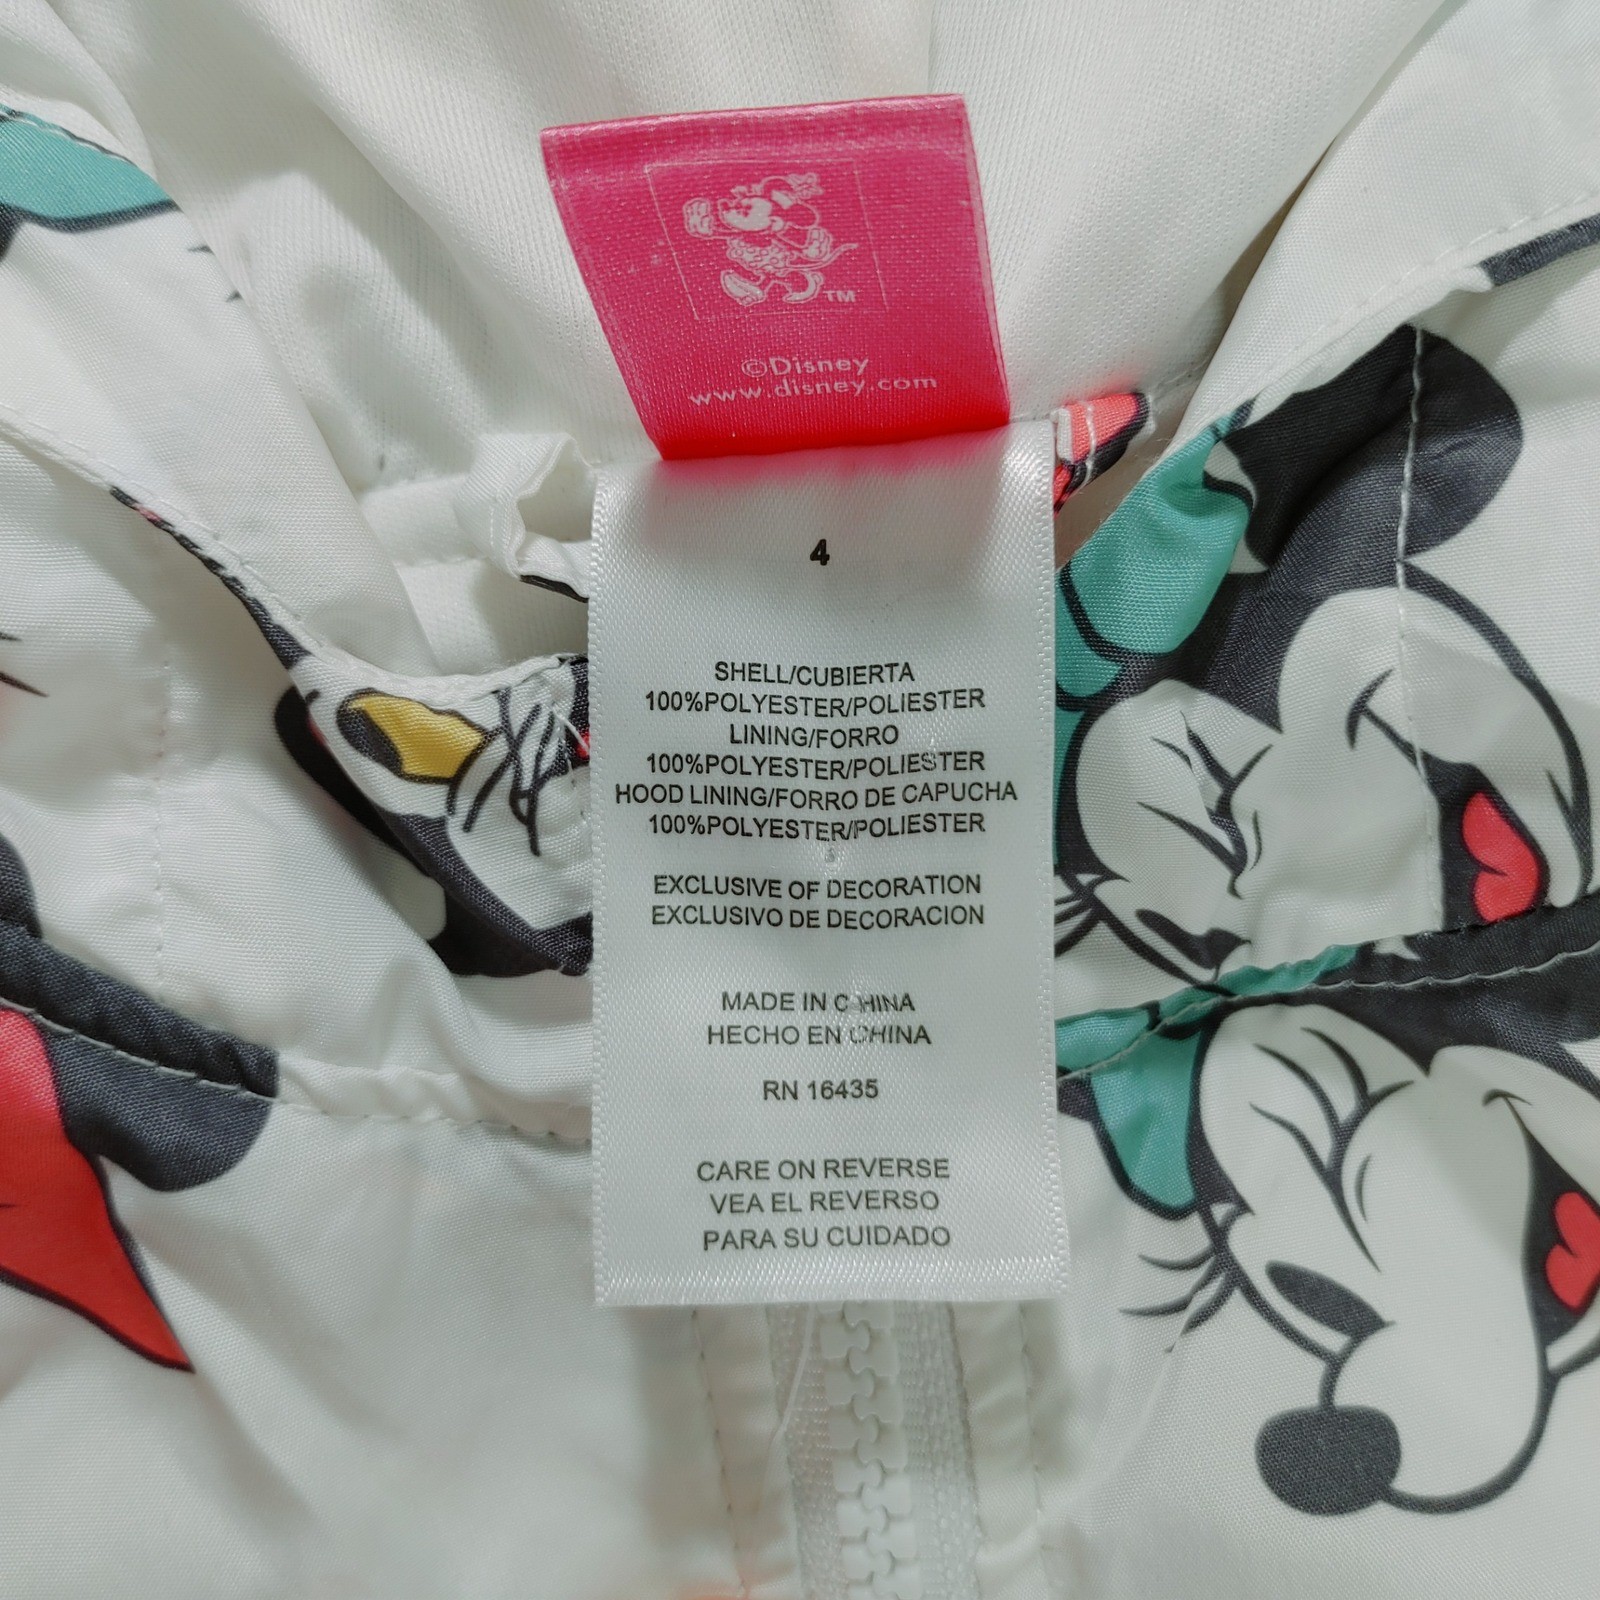 TM
©Disney
www.disney.com
4
SHELL/CUBIERTA
100%POLYESTER/POLIESTER
LINING/FORRO
100%POLYESTER/POLIESTER
HOOD LINING/FORRO DE CAPUCHA
100%POLYESTER/POLIESTER
EXCLUSIVE OF DECORATION
EXCLUSIVO DE DECORACION
MADE IN CHINA
HECHO EN CHINA
RN 16435
CARE ON REVERSE
VEA EL REVERSO
PARA SU CUIDADO